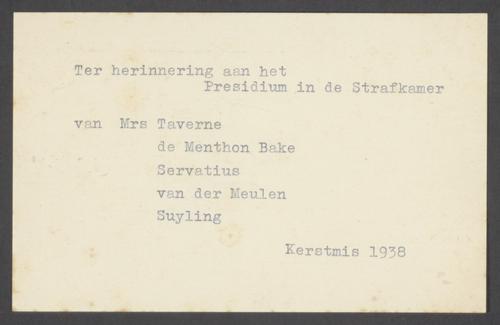 Ter herinnering aan het
Presidium in de Strafkamer
van Mrs Taverne
de Menthon Bake
Servatius
van der Meulen
Suyling
Kerstmis 1938